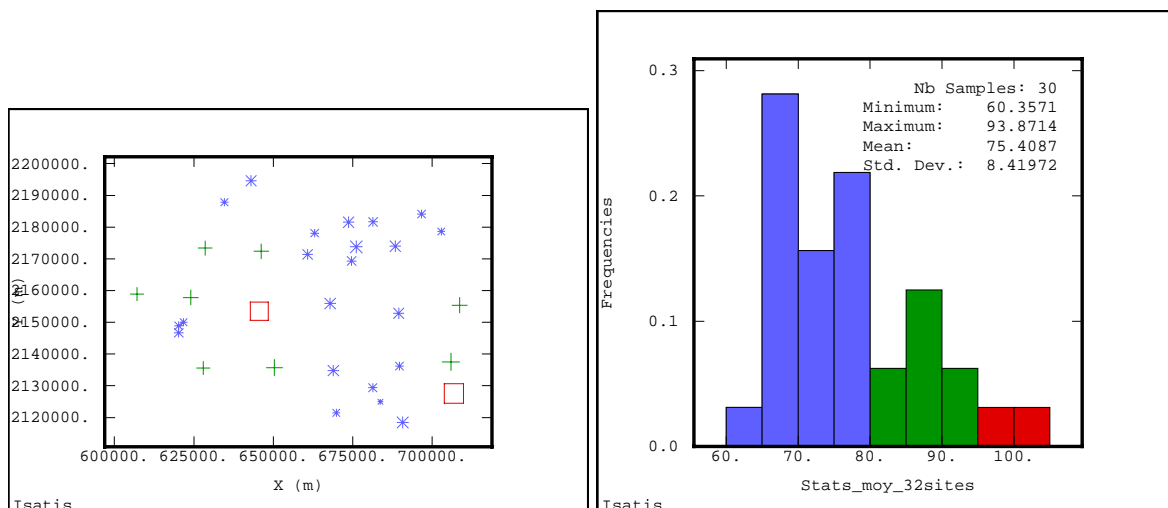 2200000.
2190000.
2180000.
2170000.
2160000.
2150000.
2140000.
2130000.
2120000.
600000. 625000. 650000. 675000. 700000.
X (m)
Isatis
0.3
0.2
0.1
0.0
Frequencies
Nb Samples: 30
Minimum: 60.3571
Maximum: 93.8714
Mean: 75.4087
Std. Dev.: 8.41972
60. 70. 80. 90. 100.
Stats_moy_32sites
Isatis